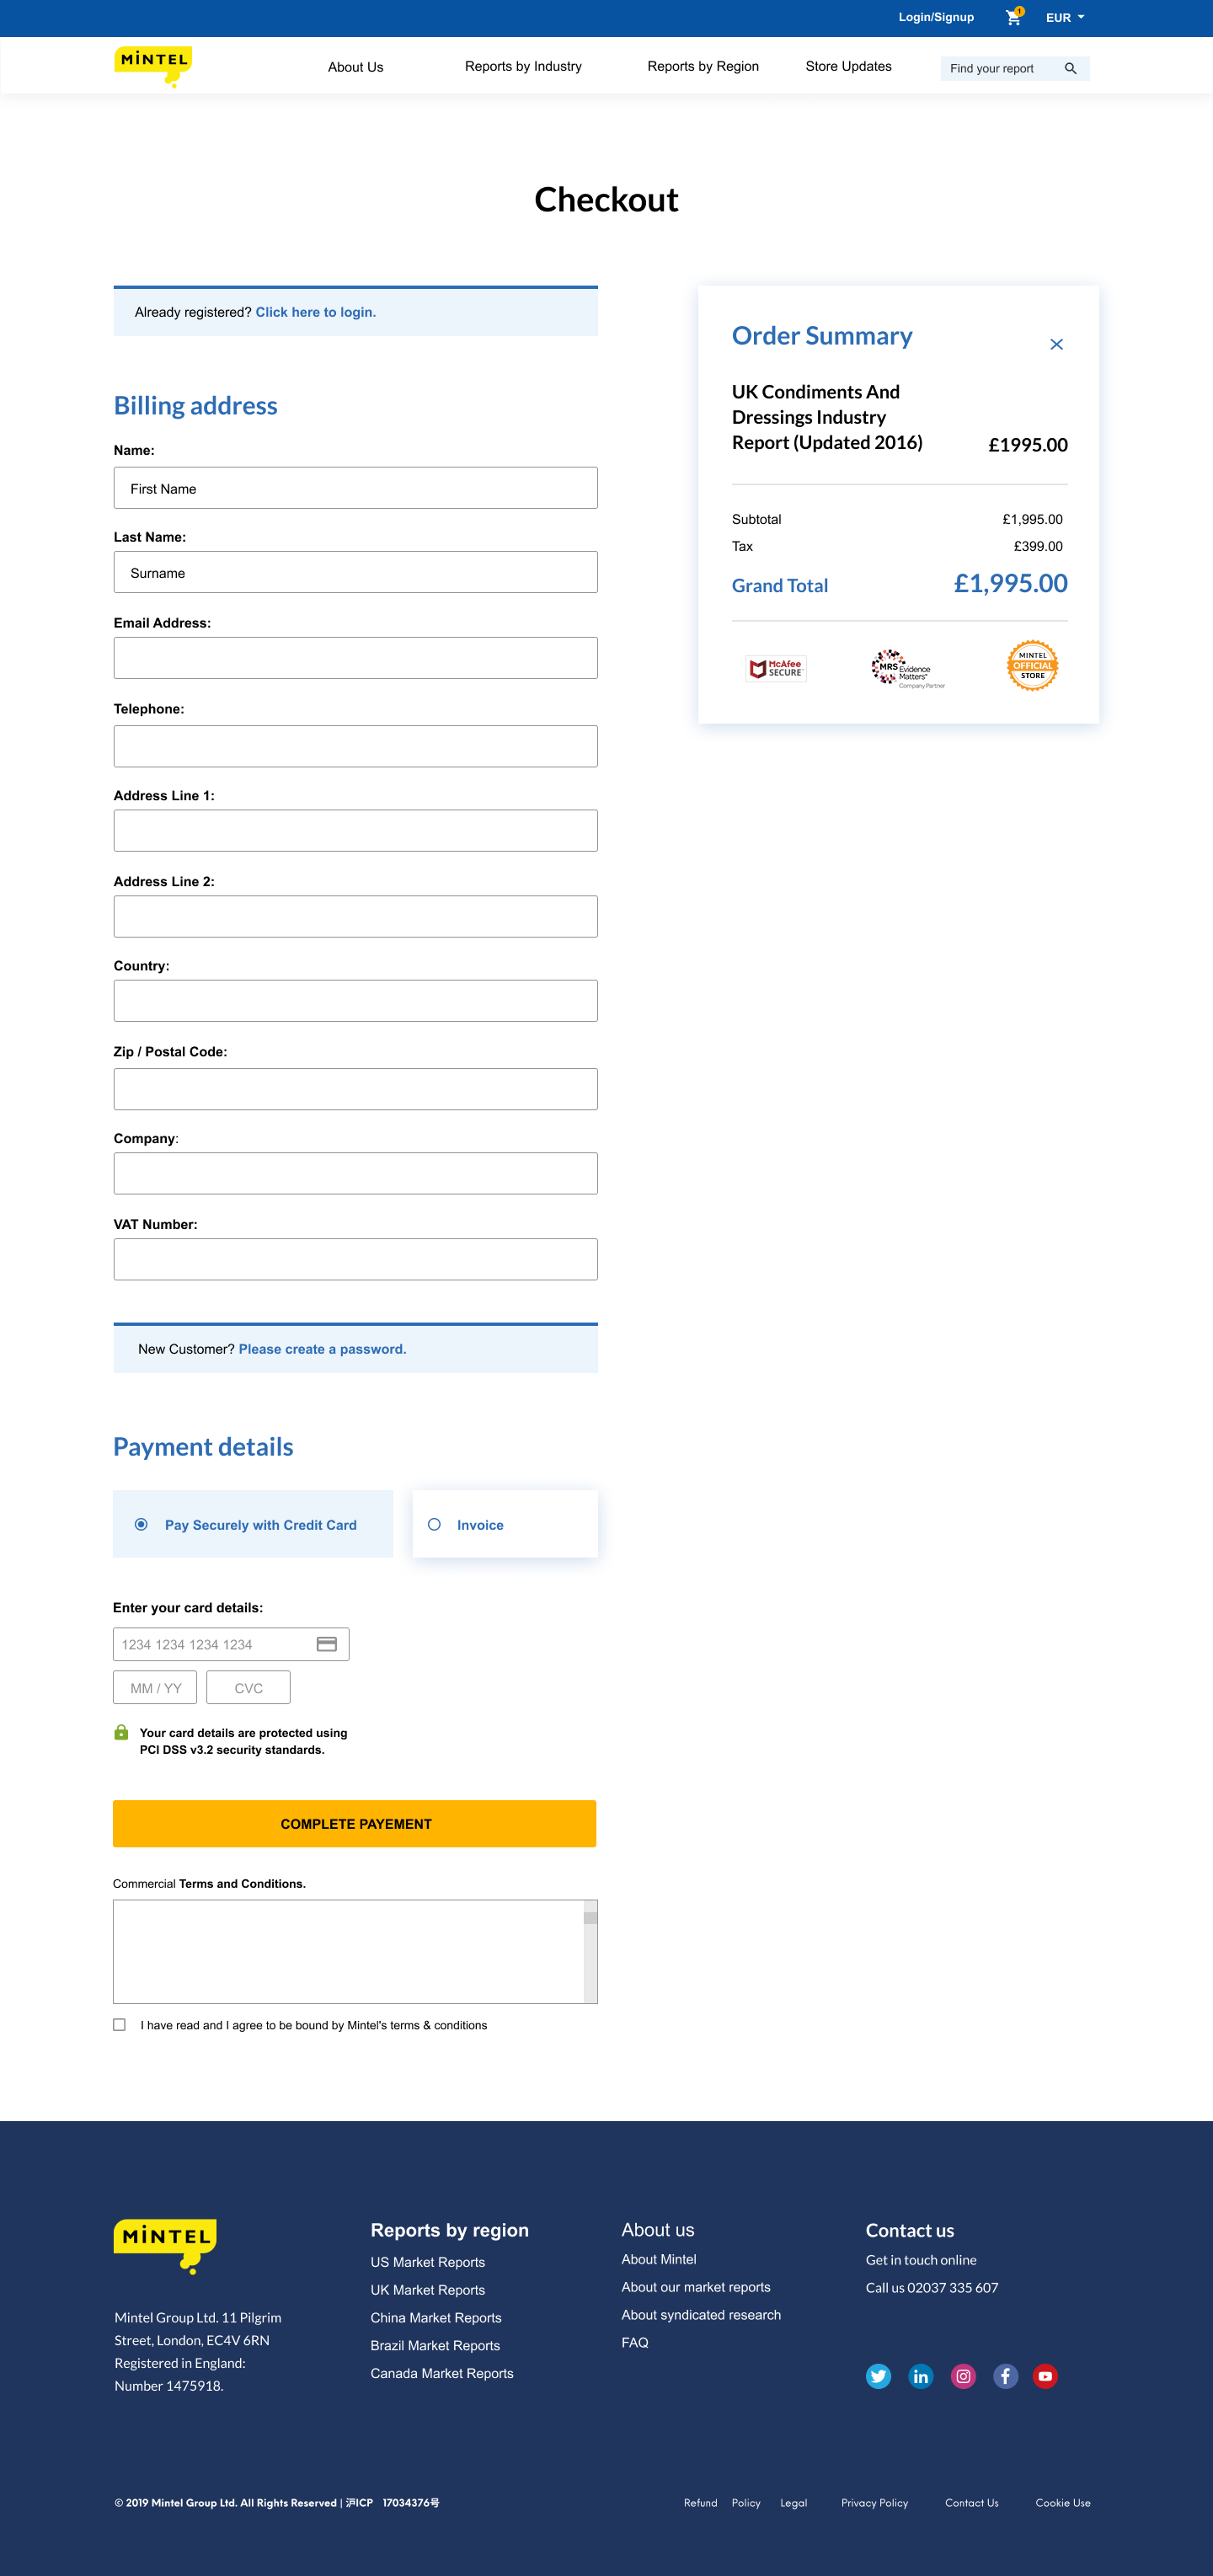 Login/Signup
1
EUR
MiNTEL
About Us
Reports by Industry
Reports by Region
Store Updates
Find your report
Checkout
Already registered? Click here to login.
Billing address
Name:
First Name
Last Name:
Surname
Email Address:
Telephone:
Address Line 1:
Address Line 2:
Country:
Zip / Postal Code:
Company:
VAT Number:
New Customer? Please create a password.
Payment details
Pay Securely with Credit Card
Invoice
Enter your card details:
1234 1234 1234 1234
MM / YY
CVC
Your card details are protected using
PCI DSS v3.2 security standards.
COMPLETE PAYEMENT
Commercial Terms and Conditions.
I have read and I agree to be bound by Mintel's terms & conditions
Order Summary
UK Condiments And
Dressings Industry
Report (Updated 2016)
£1995.00
Subtotal
£1,995.00
Tax
£399.00
Grand Total
£1,995.00
McAfee
SECURE
MRS Evidence
Matters™
Company Partner
MINTEL
OFFICIAL
STORE
MiNTEL
Mintel Group Ltd. 11 Pilgrim
Street, London, EC4V 6RN
Registered in England:
Number 1475918.
Reports by region
US Market Reports
UK Market Reports
China Market Reports
Brazil Market Reports
Canada Market Reports
About us
About Mintel
About our market reports
About syndicated research
FAQ
Contact us
Get in touch online
Call us 02037 335 607
© 2019 Mintel Group Ltd. All Rights Reserved | 沪ICP 17034376号
Refund Policy
Legal
Privacy Policy
Contact Us
Cookie Use